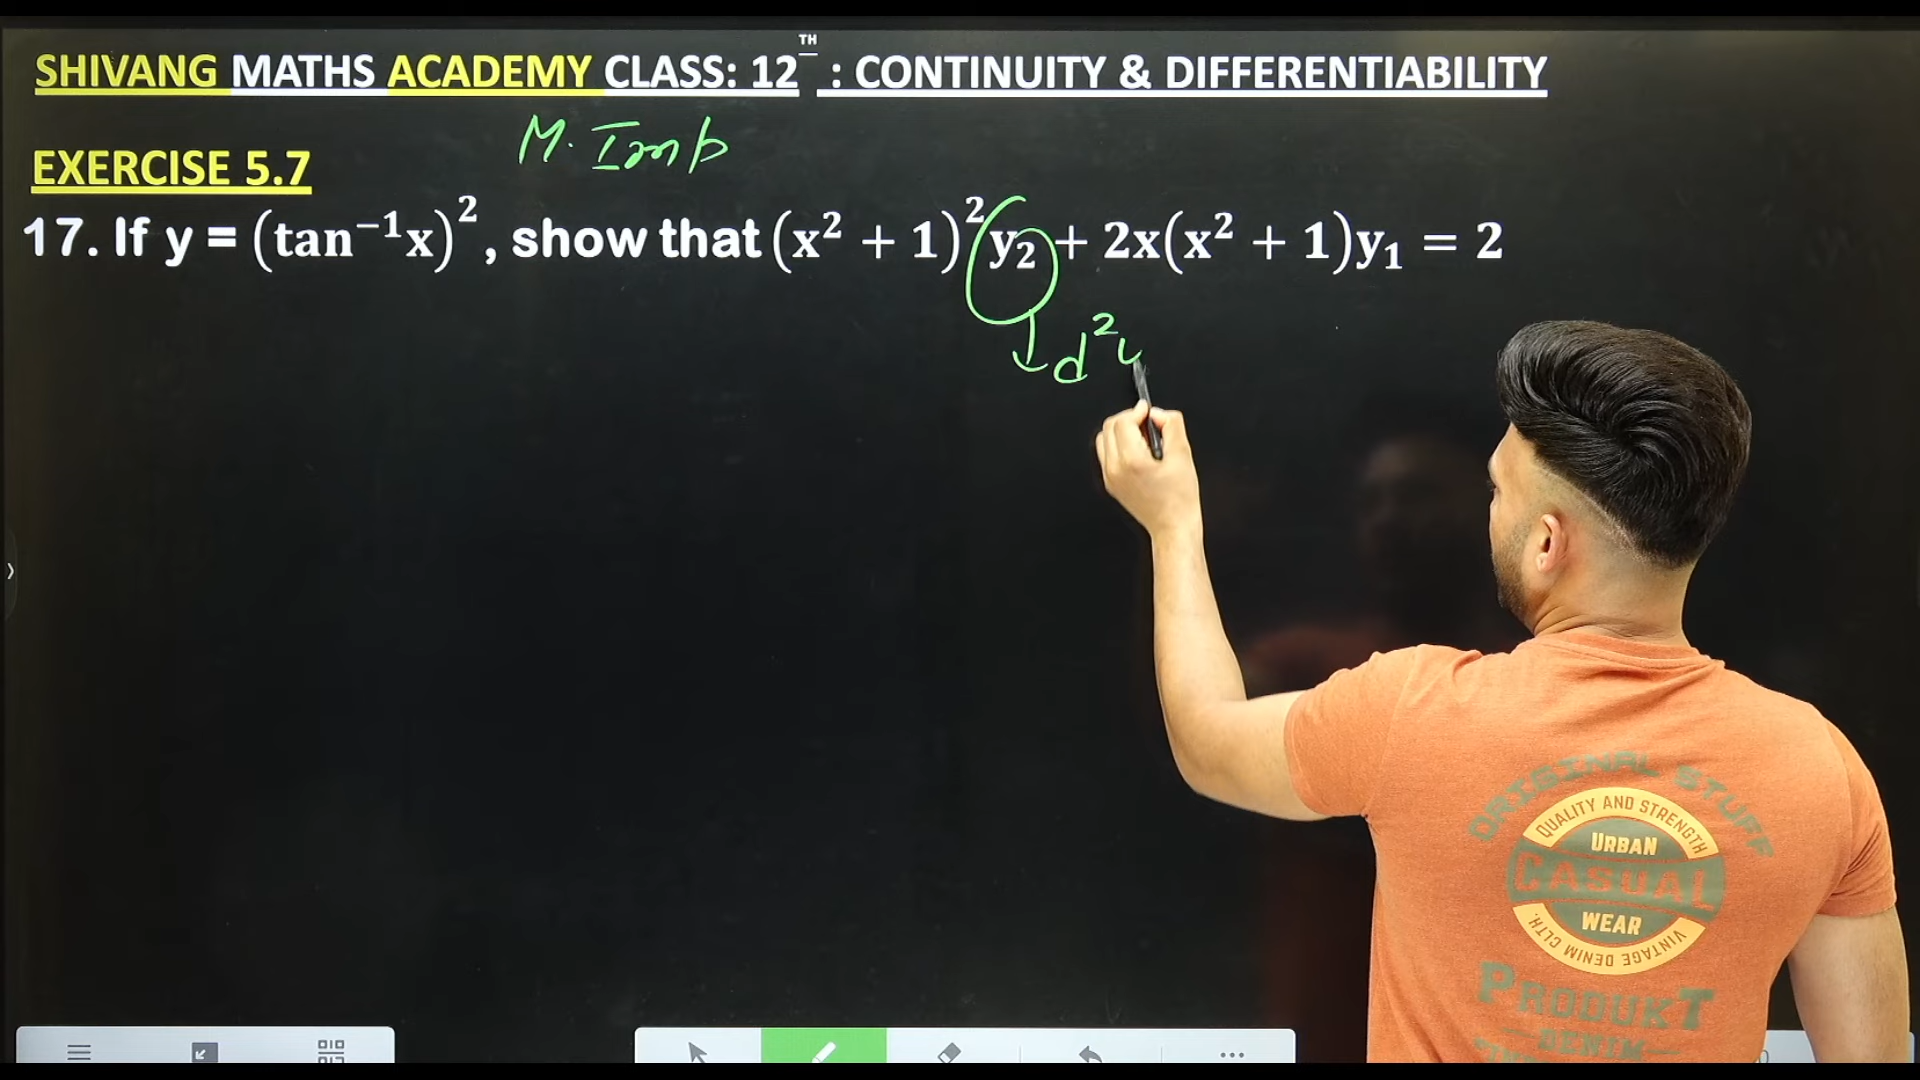 SHIVANG MATHS ACADEMY CLASS: 12ᵀᴴ : CONTINUITY & DIFFERENTIABILITY
M. Imp
EXERCISE 5.7
17. If y = (tan⁻¹x)², show that (x² + 1)²y₂ + 2x(x² + 1)y₁ = 2
d²y
ORIGINAL STUFF
QUALITY AND STRENGTH
URBAN
CASUAL
WEAR
VINTAGE DENIM CLTH.
PRODUKT
DENIM